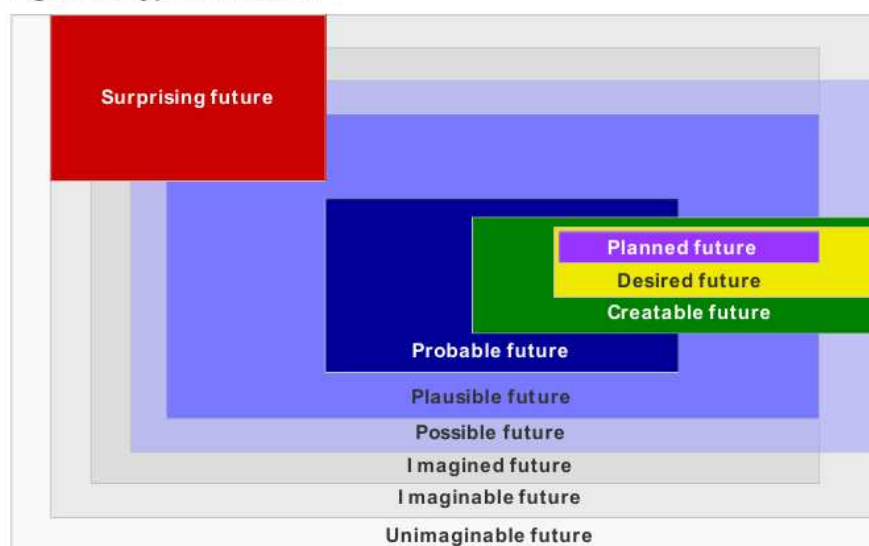 Surprising future
Planned future
Desired future
Creatable future
Probable future
Plausible future
Possible future
Imagined future
Imaginable future
Unimaginable future